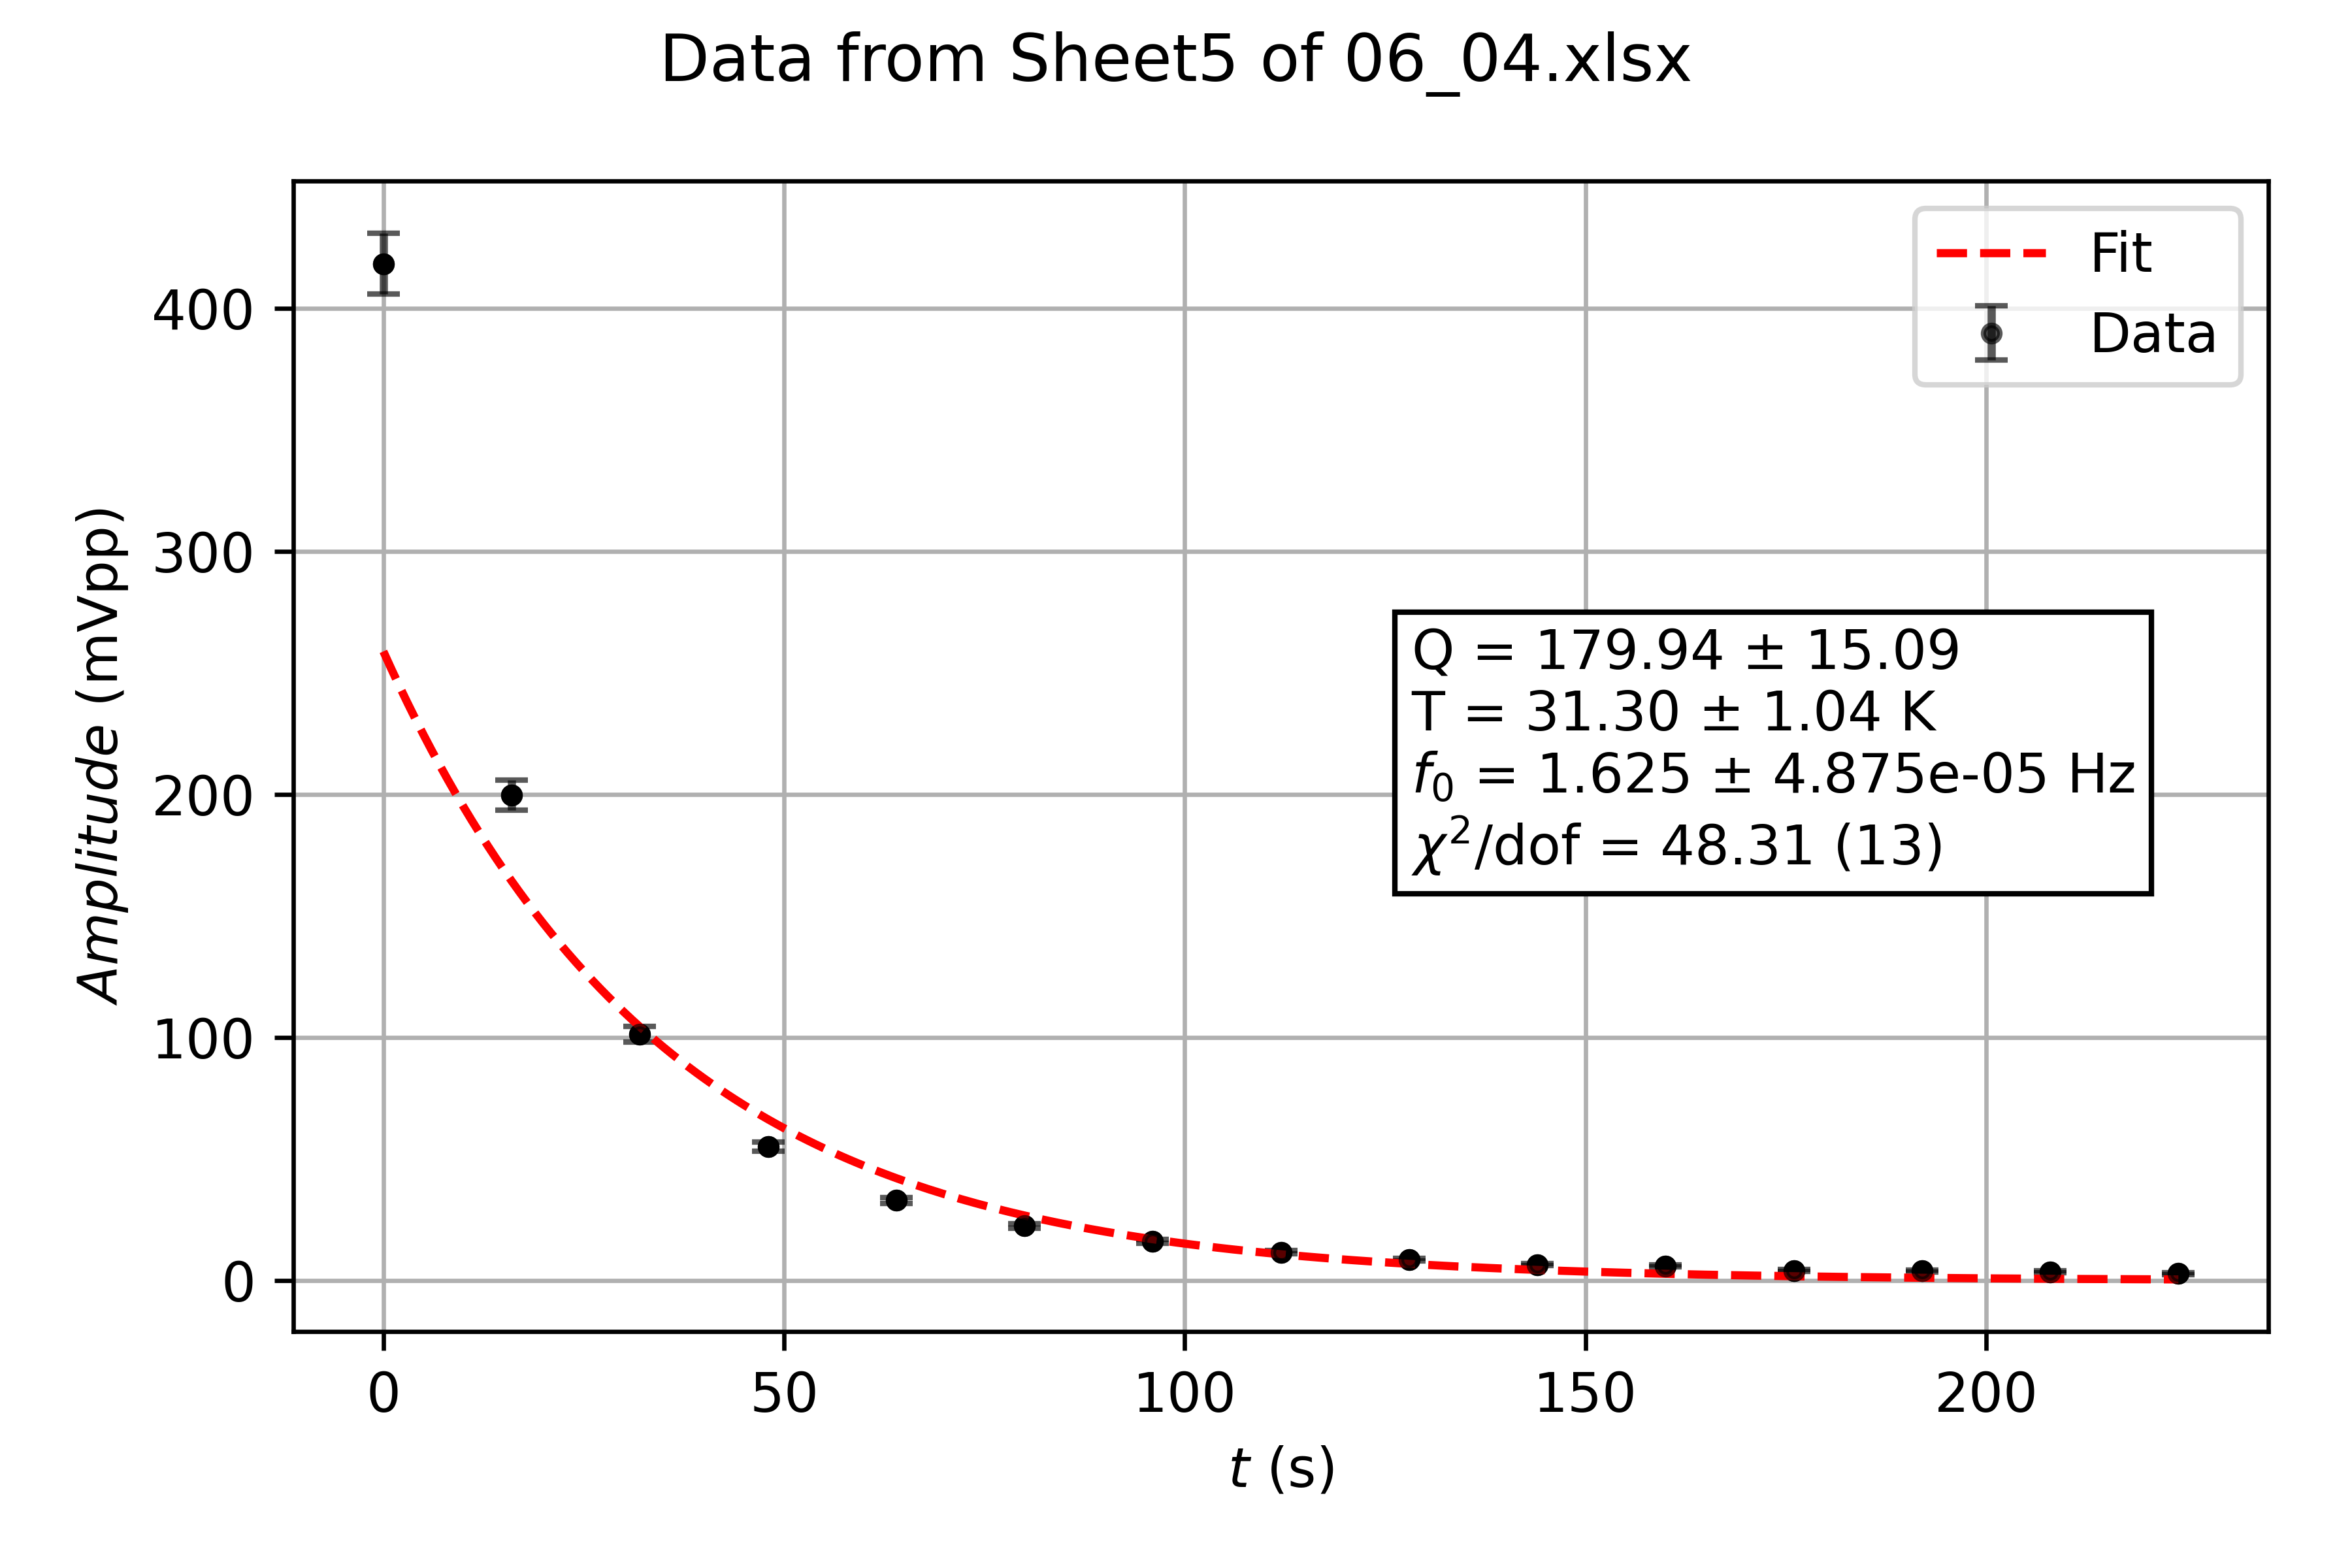 Data from Sheet5 of 06_04.xlsx
Fit
Data
400
300
200
100
0
Amplitude (mVpp)
Q = 179.94 ± 15.09
T = 31.30 ± 1.04 K
f₀ = 1.625 ± 4.875e-05 Hz
χ²/dof = 48.31 (13)
0 50 100 150 200
t (s)